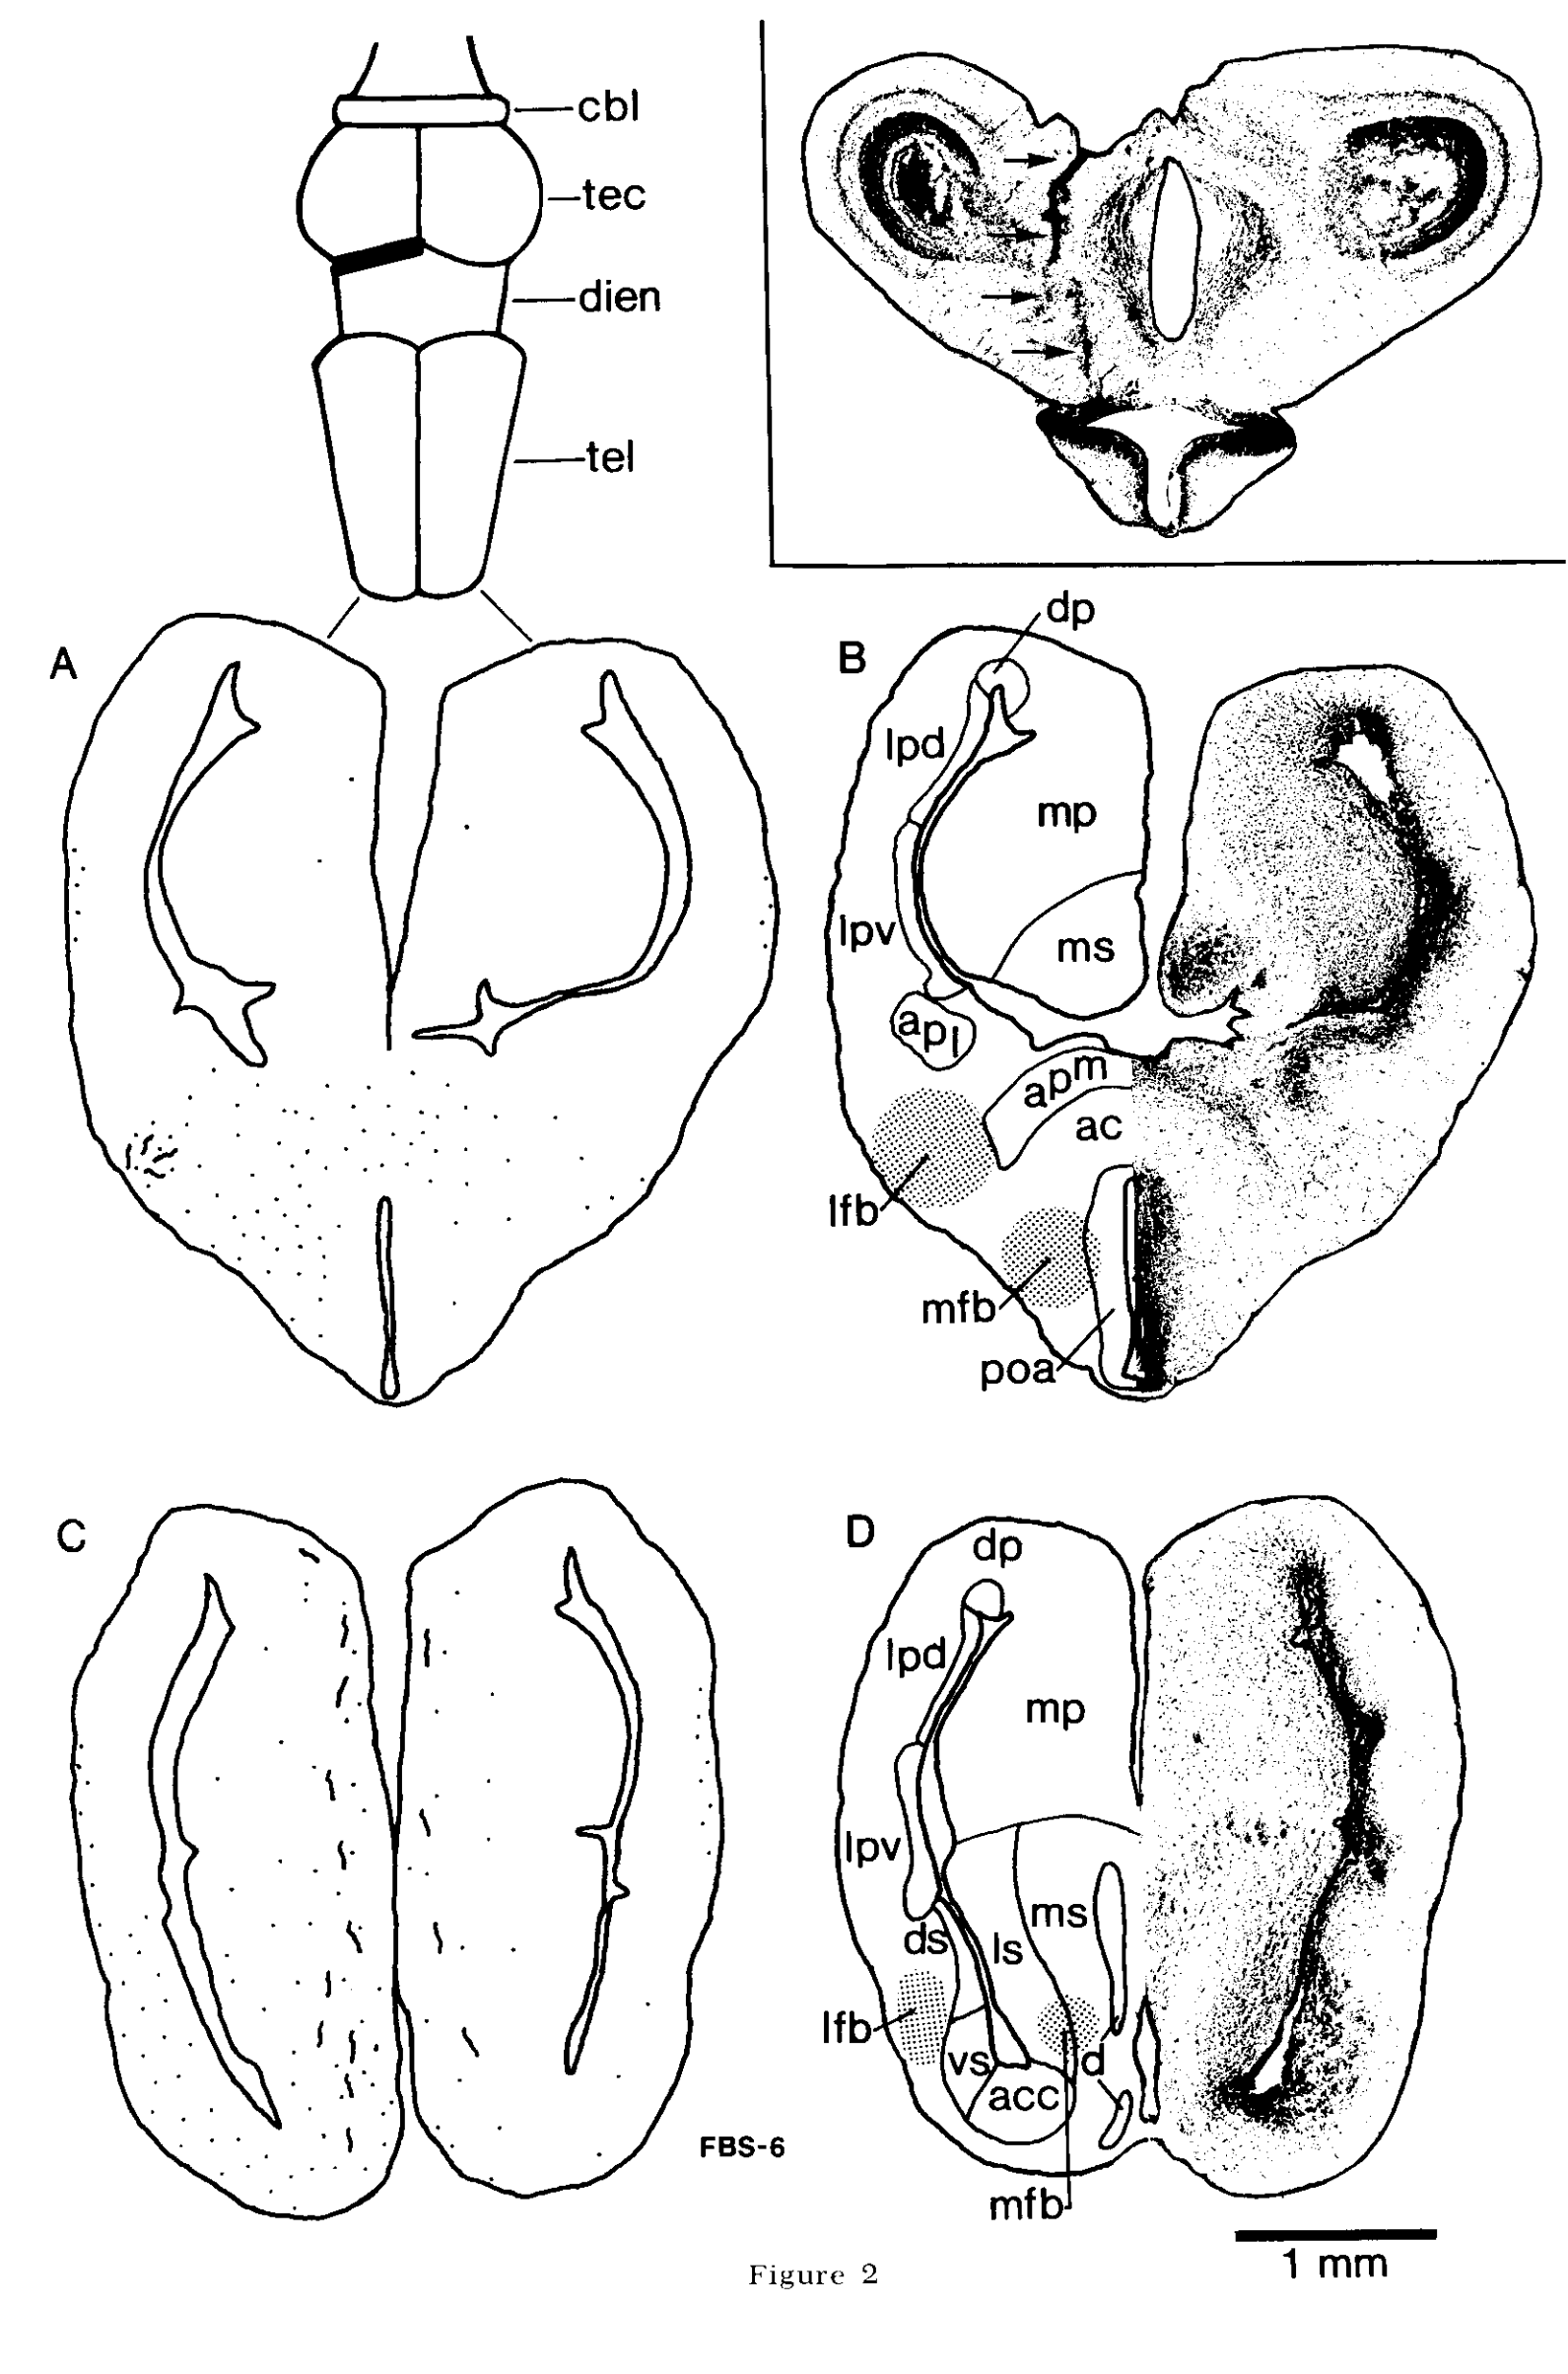 cbl
tec
dien
tel
A
B
dp
lpd
mp
lpv
ms
apl
apm
ac
lfb
mfb
poa
C
D
dp
lpd
mp
lpv
ms
ds
ls
lfb
vs
d
acc
mfb
FBS-6
1 mm
Figure 2